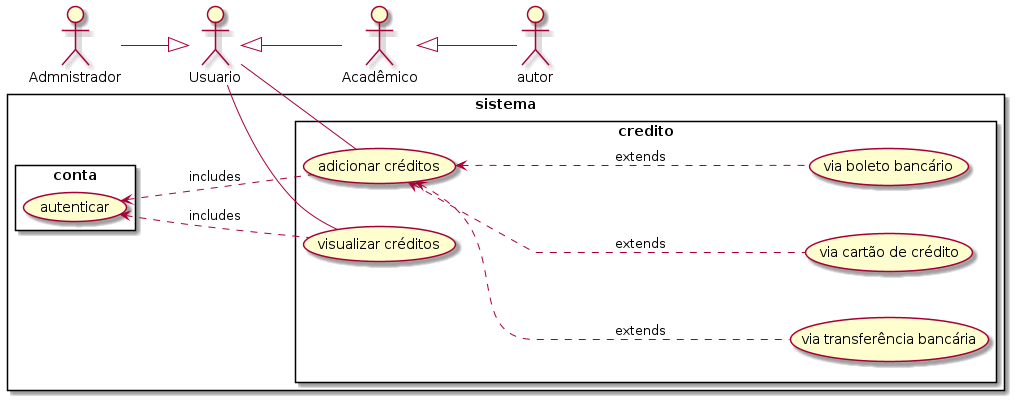 Admnistrador
Usuario
Acadêmico
autor
sistema
credito
conta
autenticar
includes
includes
adicionar créditos
visualizar créditos
extends
via boleto bancário
extends
via cartão de crédito
extends
via transferência bancária